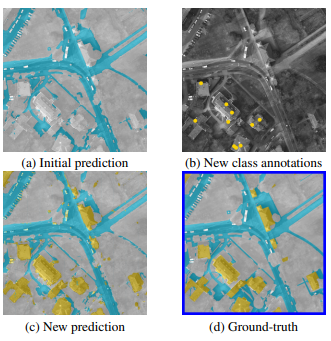 (a) Initial prediction
(b) New class annotations
(c) New prediction
(d) Ground-truth